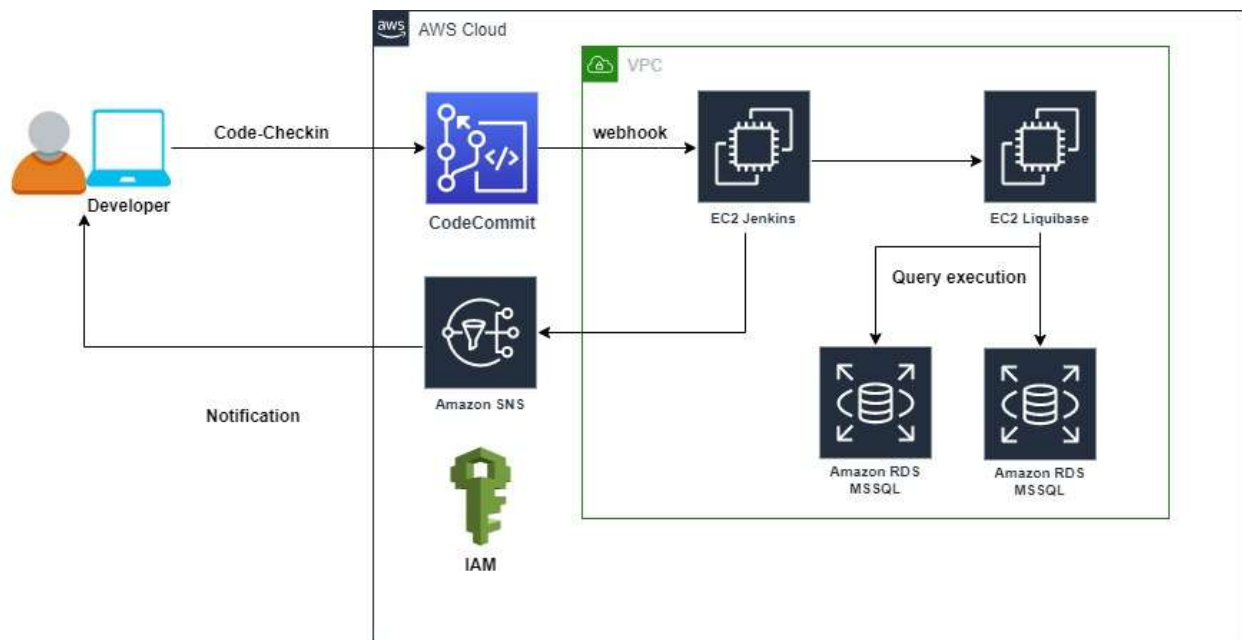 aws
AWS Cloud
VPC
Code-Checkin
webhook
Developer
CodeCommit
EC2 Jenkins
EC2 Liquibase
Query execution
Amazon SNS
Notification
Amazon RDS
MSSQL
Amazon RDS
MSSQL
IAM